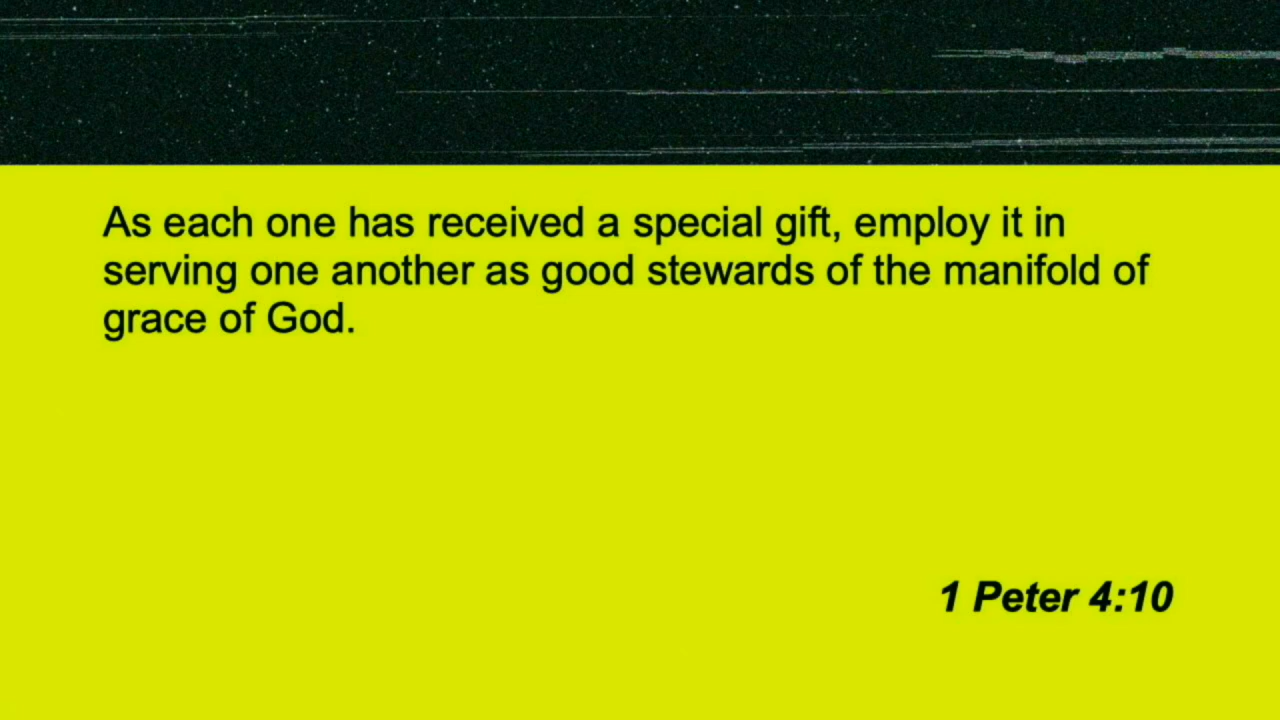 As each one has received a special gift, employ it in
serving one another as good stewards of the manifold of
grace of God.
1 Peter 4:10